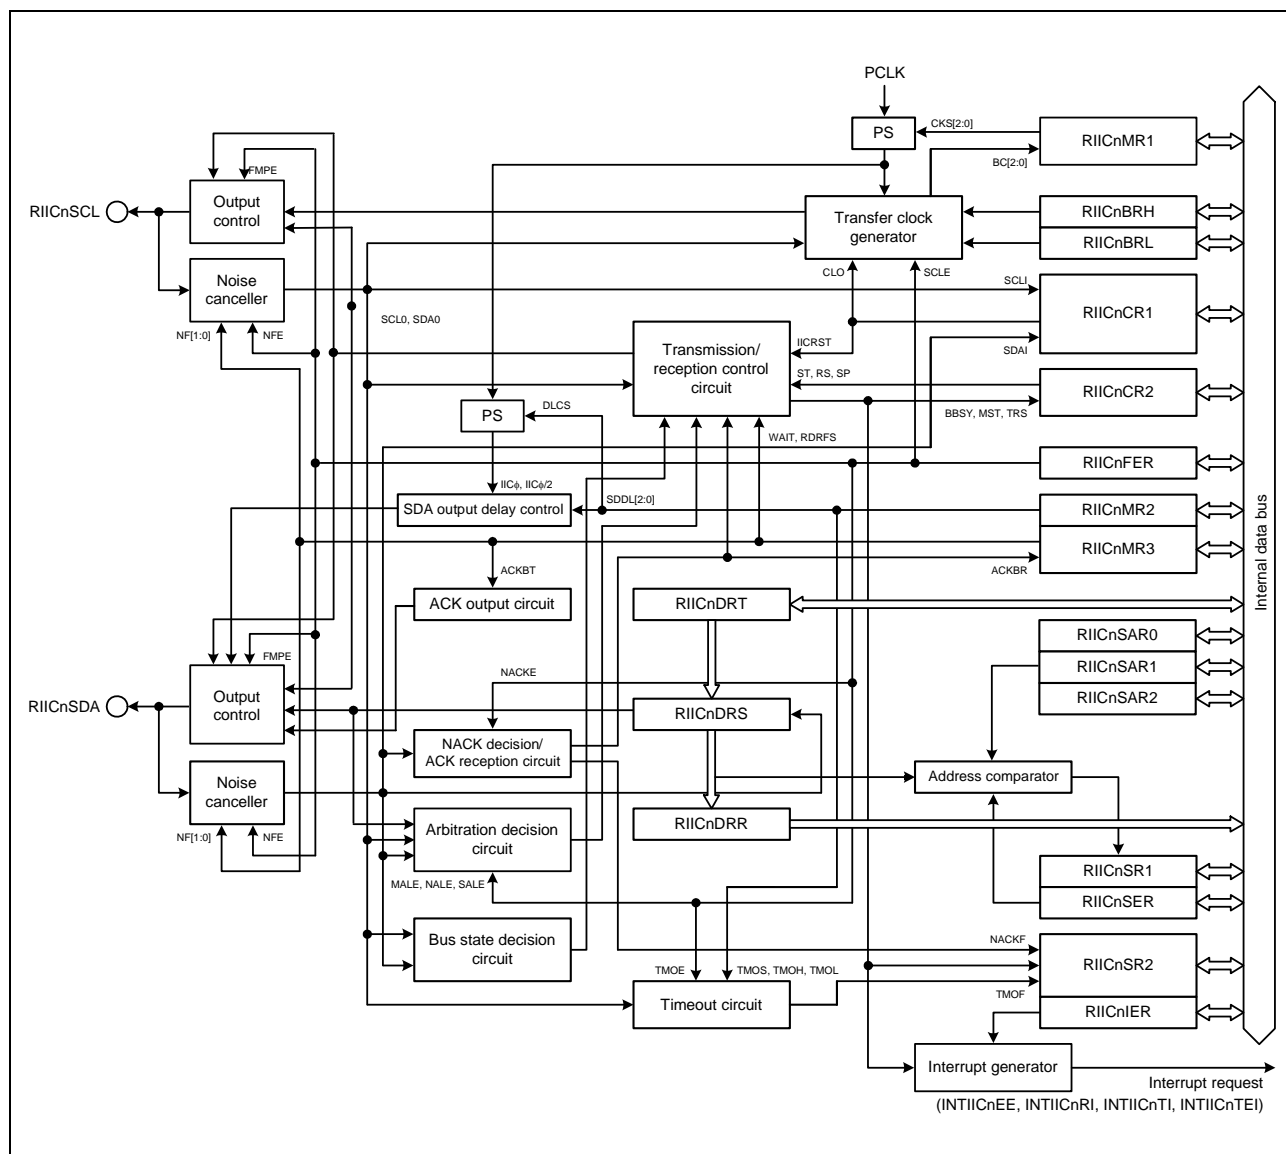 PCLK
PS
CKS[2:0]
BC[2:0]
RIICnMR1
FMPE
Output
control
RIICnSCL
Transfer clock
generator
RIICnBRH
RIICnBRL
Noise
canceller
CLO
SCLE
SCLI
RIICnCR1
NF[1:0]
NFE
SCL0, SDA0
Transmission/
reception control
circuit
IICRST
SDAI
ST, RS, SP
RIICnCR2
BBSY, MST, TRS
PS
DLCS
WAIT, RDRFS
RIICnFER
IICϕ, IICϕ/2
SDDL[2:0]
SDA output delay control
RIICnMR2
RIICnMR3
ACKBT
ACKBR
ACK output circuit
RIICnDRT
Internal data bus
RIICnSAR0
RIICnSAR1
RIICnSAR2
FMPE
Output
control
RIICnSDA
NACKE
RIICnDRS
NACK decision/
ACK reception circuit
Address comparator
Noise
canceller
NF[1:0]
NFE
Arbitration decision
circuit
RIICnDRR
MALE, NALE, SALE
RIICnSR1
RIICnSER
Bus state decision
circuit
NACKF
RIICnSR2
TMOE
TMOS, TMOH, TMOL
Timeout circuit
TMOF
RIICnIER
Interrupt generator
Interrupt request
(INTIICnEE, INTIICnRI, INTIICnTI, INTIICnTEI)